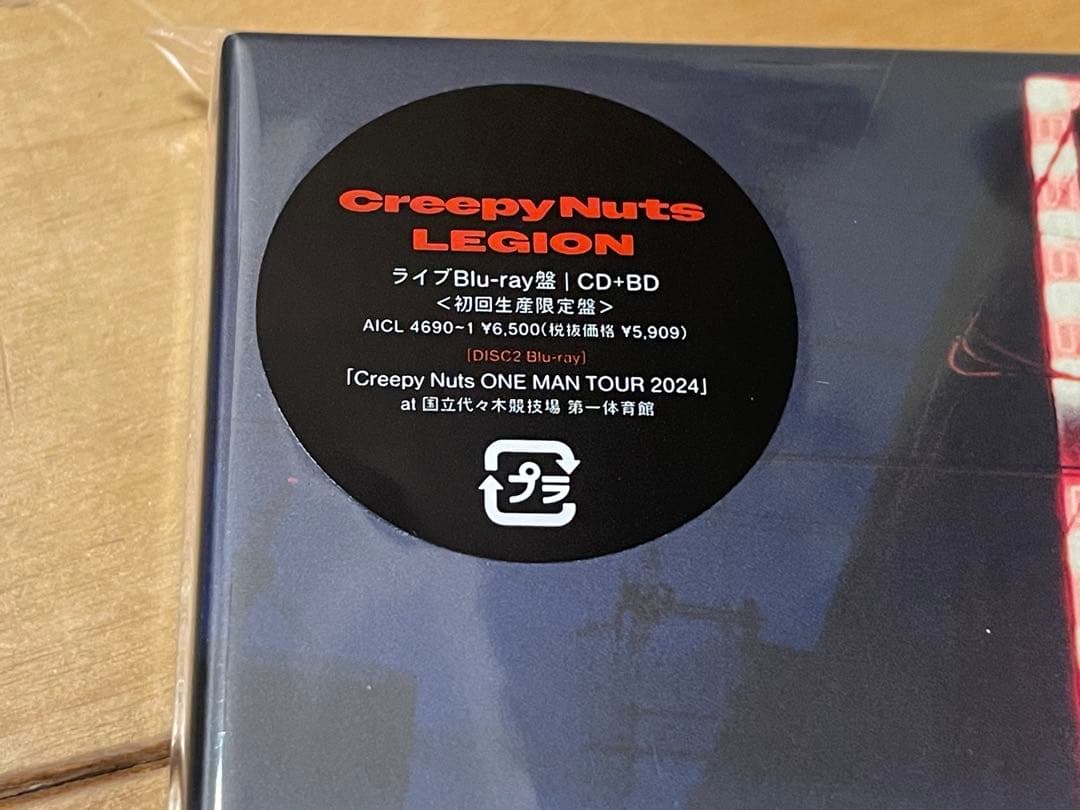 Creepy Nuts
LEGION
ライブBlu-ray盤 | CD+BD
＜初回生産限定盤＞
AICL 4690~1 ¥6,500(税抜価格 ¥5,909)
[DISC2 Blu-ray]
「Creepy Nuts ONE MAN TOUR 2024」
at 国立代々木競技場 第一体育館
プラ